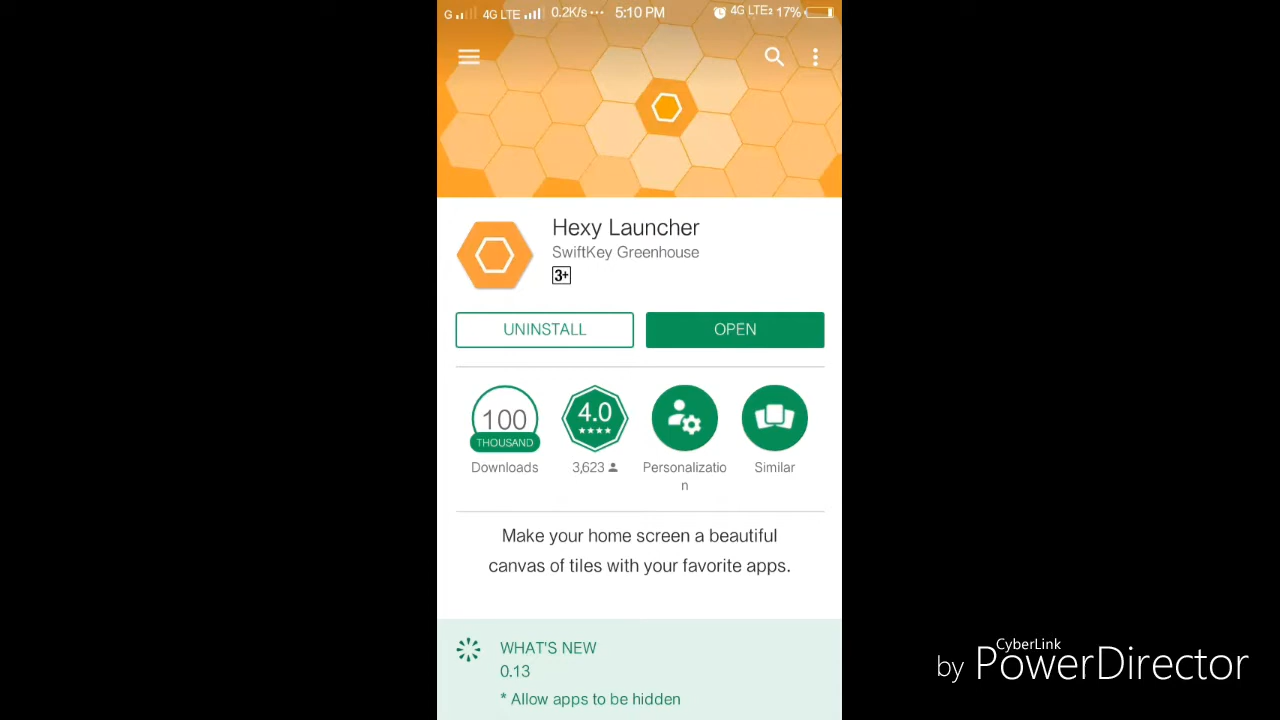 G 4G LTE 0.2K/s ··· 5:10 PM 4G LTE2 17%
Hexy Launcher
SwiftKey Greenhouse
3+
UNINSTALL OPEN
100 4.0
THOUSAND
Downloads 3,623 Personalizatio Similar
n
Make your home screen a beautiful
canvas of tiles with your favorite apps.
WHAT'S NEW
0.13
* Allow apps to be hidden
CyberLink
by PowerDirector